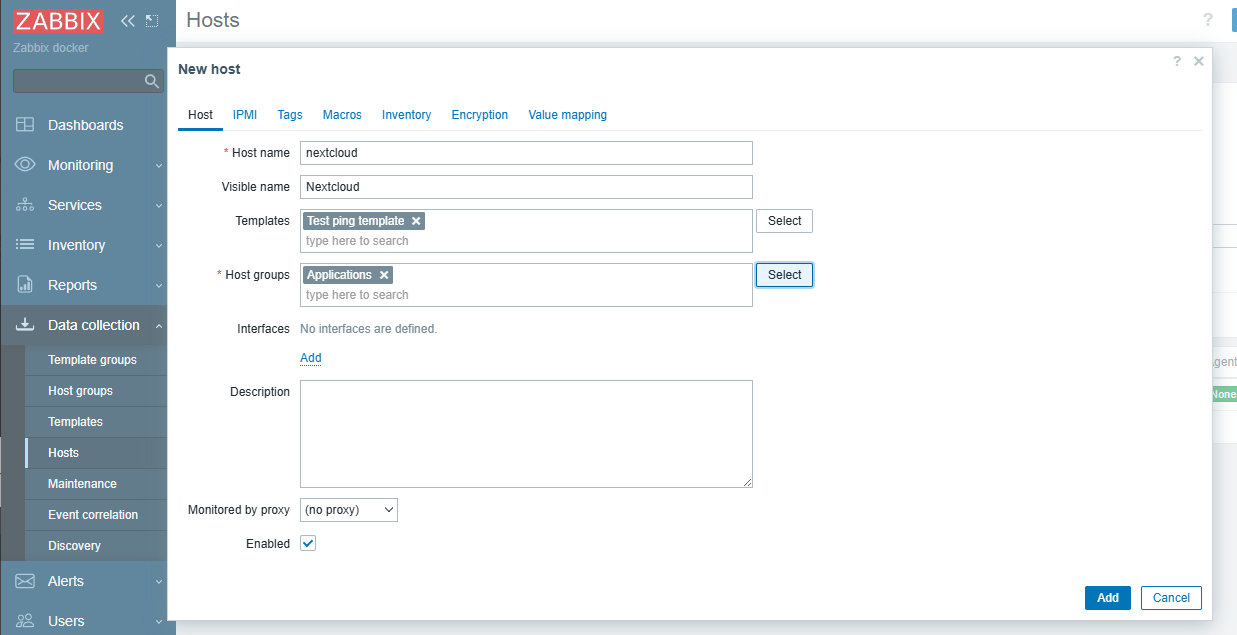 ZABBIX
Zabbix docker
Dashboards
Monitoring
Services
Inventory
Reports
Data collection
Template groups
Host groups
Templates
Hosts
Maintenance
Event correlation
Discovery
Alerts
Users
Hosts
?
New host
?
Host IPMI Tags Macros Inventory Encryption Value mapping
* Host name nextcloud
Visible name Nextcloud
Templates Test ping template Select
type here to search
* Host groups Applications Select
type here to search
Interfaces No interfaces are defined.
Add
Description
Monitored by proxy (no proxy)
Enabled
Add Cancel
None